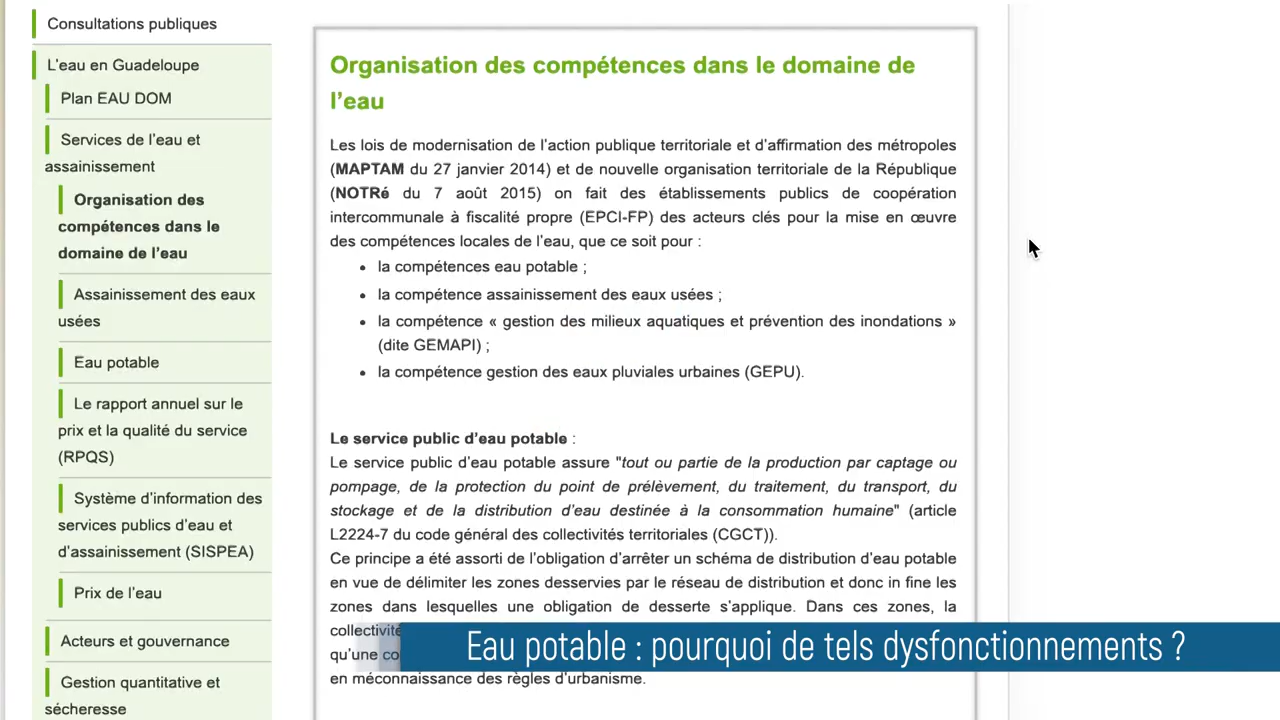 Consultations publiques
L'eau en Guadeloupe
Plan EAU DOM
Services de l'eau et
assainissement
Organisation des
compétences dans le
domaine de l'eau
Assainissement des eaux
usées
Eau potable
Le rapport annuel sur le
prix et la qualité du service
(RPQS)
Système d'information des
services publics d'eau et
d'assainissement (SISPEA)
Prix de l'eau
Acteurs et gouvernance
Gestion quantitative et
sécheresse
Organisation des compétences dans le domaine de
l'eau
Les lois de modernisation de l'action publique territoriale et d'affirmation des métropoles
(MAPTAM du 27 janvier 2014) et de nouvelle organisation territoriale de la République
(NOTRé du 7 août 2015) on fait des établissements publics de coopération
intercommunale à fiscalité propre (EPCI-FP) des acteurs clés pour la mise en œuvre
des compétences locales de l'eau, que ce soit pour :
• la compétences eau potable ;
• la compétence assainissement des eaux usées ;
• la compétence « gestion des milieux aquatiques et prévention des inondations »
(dite GEMAPI) ;
• la compétence gestion des eaux pluviales urbaines (GEPU).
Le service public d'eau potable :
Le service public d'eau potable assure "tout ou partie de la production par captage ou
pompage, de la protection du point de prélèvement, du traitement, du transport, du
stockage et de la distribution d'eau destinée à la consommation humaine" (article
L2224-7 du code général des collectivités territoriales (CGCT)).
Ce principe a été assorti de l'obligation d'arrêter un schéma de distribution d'eau potable
en vue de délimiter les zones desservies par le réseau de distribution et donc in fine les
zones dans lesquelles une obligation de desserte s'applique. Dans ces zones, la
qu'une
en méconnaissance des règles d'urbanisme.
Eau potable : pourquoi de tels dysfonctionnements ?